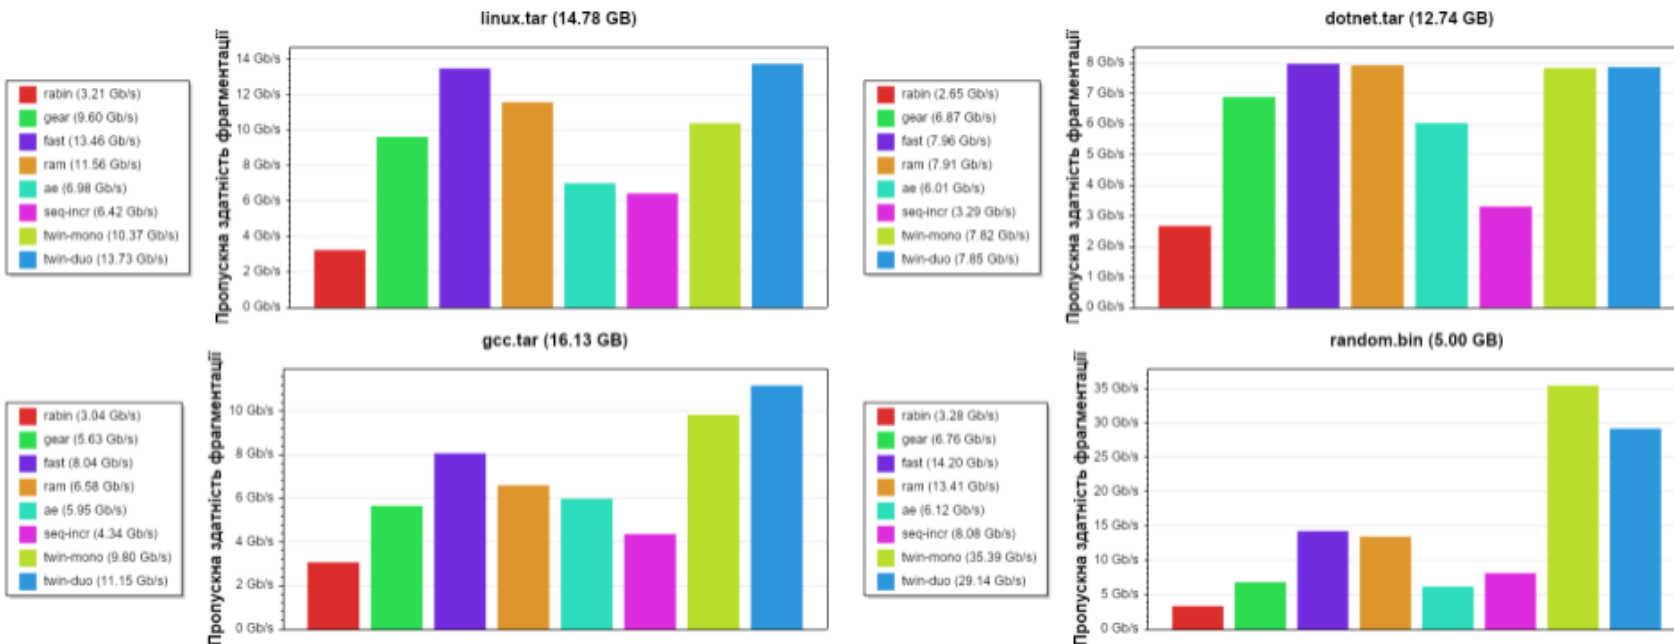 linux.tar (14.78 GB)
Пропускна здатність фрагментації
14 Gb/s
12 Gb/s
10 Gb/s
8 Gb/s
6 Gb/s
4 Gb/s
2 Gb/s
0 Gb/s
rabin (3.21 Gb/s)
gear (9.60 Gb/s)
fast (13.46 Gb/s)
ram (11.56 Gb/s)
ae (6.98 Gb/s)
seq-incr (6.42 Gb/s)
twin-mono (10.37 Gb/s)
twin-duo (13.73 Gb/s)
dotnet.tar (12.74 GB)
Пропускна здатність фрагментації
8 Gb/s
7 Gb/s
6 Gb/s
5 Gb/s
4 Gb/s
3 Gb/s
2 Gb/s
1 Gb/s
0 Gb/s
rabin (2.65 Gb/s)
gear (6.87 Gb/s)
fast (7.96 Gb/s)
ram (7.91 Gb/s)
ae (6.01 Gb/s)
seq-incr (3.29 Gb/s)
twin-mono (7.82 Gb/s)
twin-duo (7.85 Gb/s)
gcc.tar (16.13 GB)
Пропускна здатність фрагментації
10 Gb/s
8 Gb/s
6 Gb/s
4 Gb/s
2 Gb/s
0 Gb/s
rabin (3.04 Gb/s)
gear (5.63 Gb/s)
fast (8.04 Gb/s)
ram (6.58 Gb/s)
ae (5.95 Gb/s)
seq-incr (4.34 Gb/s)
twin-mono (9.80 Gb/s)
twin-duo (11.15 Gb/s)
random.bin (5.00 GB)
Пропускна здатність фрагментації
35 Gb/s
30 Gb/s
25 Gb/s
20 Gb/s
15 Gb/s
10 Gb/s
5 Gb/s
0 Gb/s
rabin (3.28 Gb/s)
gear (6.76 Gb/s)
fast (14.20 Gb/s)
ram (13.41 Gb/s)
ae (6.12 Gb/s)
seq-incr (8.08 Gb/s)
twin-mono (35.39 Gb/s)
twin-duo (29.14 Gb/s)